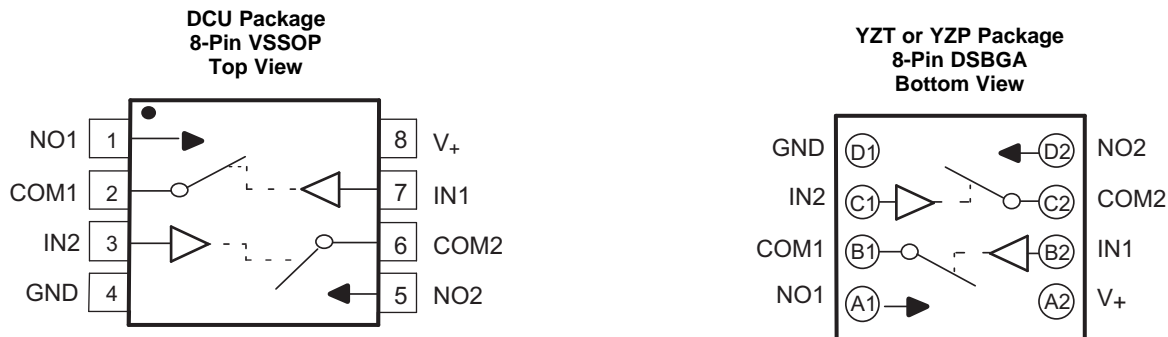 DCU Package
8-Pin VSSOP
Top View
NO1 1 8 V+
COM1 2 7 IN1
IN2 3 6 COM2
GND 4 5 NO2
YZT or YZP Package
8-Pin DSBGA
Bottom View
GND D1 D2 NO2
IN2 C1 C2 COM2
COM1 B1 B2 IN1
NO1 A1 A2 V+